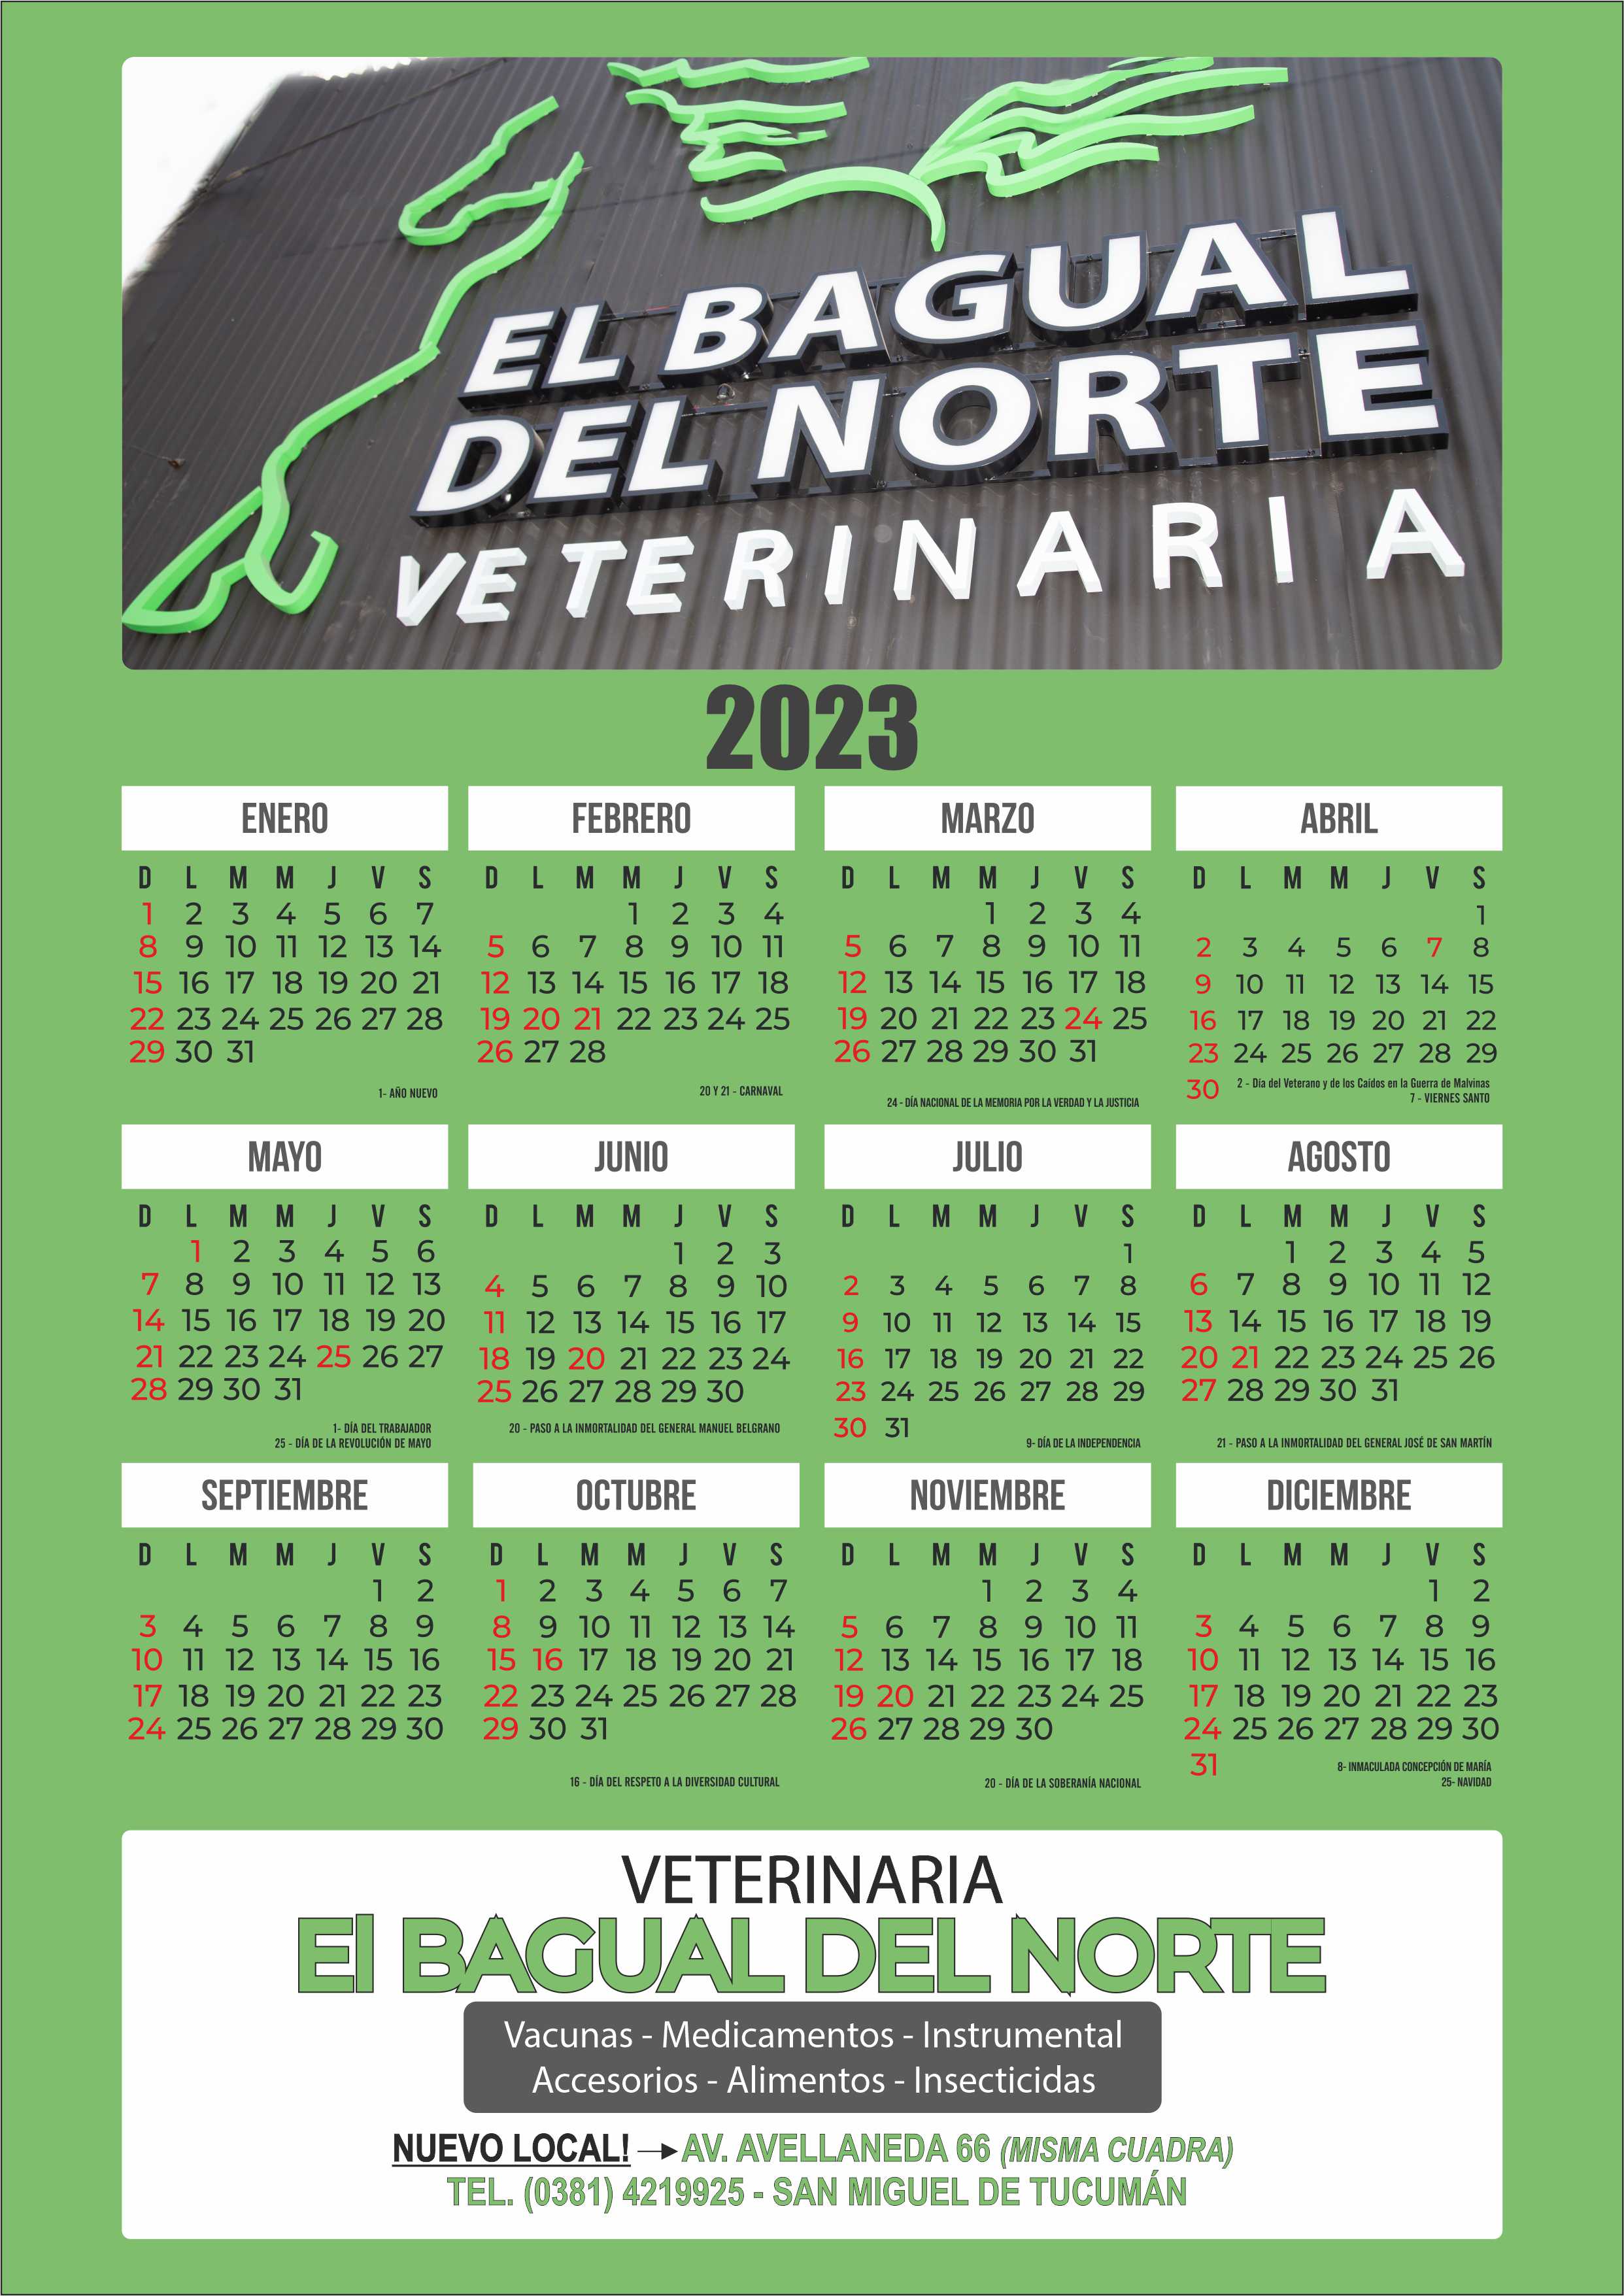 EL BAGUAL
DEL NORTE
VETERINARIA
2023
ENERO
D L M M J V S
1 2 3 4 5 6 7
8 9 10 11 12 13 14
15 16 17 18 19 20 21
22 23 24 25 26 27 28
29 30 31
1- AÑO NUEVO
FEBRERO
D L M M J V S
1 2 3 4
5 6 7 8 9 10 11
12 13 14 15 16 17 18
19 20 21 22 23 24 25
26 27 28
20 Y 21 - CARNAVAL
MARZO
D L M M J V S
1 2 3 4
5 6 7 8 9 10 11
12 13 14 15 16 17 18
19 20 21 22 23 24 25
26 27 28 29 30 31
24 - DÍA NACIONAL DE LA MEMORIA POR LA VERDAD Y LA JUSTICIA
ABRIL
D L M M J V S
1
2 3 4 5 6 7 8
9 10 11 12 13 14 15
16 17 18 19 20 21 22
23 24 25 26 27 28 29
30
2 - Día del Veterano y de los Caídos en la Guerra de Malvinas
7 - VIERNES SANTO
MAYO
D L M M J V S
1 2 3 4 5 6
7 8 9 10 11 12 13
14 15 16 17 18 19 20
21 22 23 24 25 26 27
28 29 30 31
1- DÍA DEL TRABAJADOR
25 - DÍA DE LA REVOLUCIÓN DE MAYO
JUNIO
D L M M J V S
1 2 3
4 5 6 7 8 9 10
11 12 13 14 15 16 17
18 19 20 21 22 23 24
25 26 27 28 29 30
20 - PASO A LA INMORTALIDAD DEL GENERAL MANUEL BELGRANO
JULIO
D L M M J V S
1
2 3 4 5 6 7 8
9 10 11 12 13 14 15
16 17 18 19 20 21 22
23 24 25 26 27 28 29
30 31
9- DÍA DE LA INDEPENDENCIA
AGOSTO
D L M M J V S
1 2 3 4 5
6 7 8 9 10 11 12
13 14 15 16 17 18 19
20 21 22 23 24 25 26
27 28 29 30 31
21 - PASO A LA INMORTALIDAD DEL GENERAL JOSÉ DE SAN MARTÍN
SEPTIEMBRE
D L M M J V S
1 2
3 4 5 6 7 8 9
10 11 12 13 14 15 16
17 18 19 20 21 22 23
24 25 26 27 28 29 30
OCTUBRE
D L M M J V S
1 2 3 4 5 6 7
8 9 10 11 12 13 14
15 16 17 18 19 20 21
22 23 24 25 26 27 28
29 30 31
16 - DÍA DEL RESPETO A LA DIVERSIDAD CULTURAL
NOVIEMBRE
D L M M J V S
1 2 3 4
5 6 7 8 9 10 11
12 13 14 15 16 17 18
19 20 21 22 23 24 25
26 27 28 29 30
20 - DÍA DE LA SOBERANÍA NACIONAL
DICIEMBRE
D L M M J V S
1 2
3 4 5 6 7 8 9
10 11 12 13 14 15 16
17 18 19 20 21 22 23
24 25 26 27 28 29 30
31
8- INMACULADA CONCEPCIÓN DE MARÍA
25- NAVIDAD
VETERINARIA
El BAGUAL DEL NORTE
Vacunas - Medicamentos - Instrumental
Accesorios - Alimentos - Insecticidas
NUEVO LOCAL! → AV. AVELLANEDA 66 (MISMA CUADRA)
TEL. (0381) 4219925 - SAN MIGUEL DE TUCUMÁN